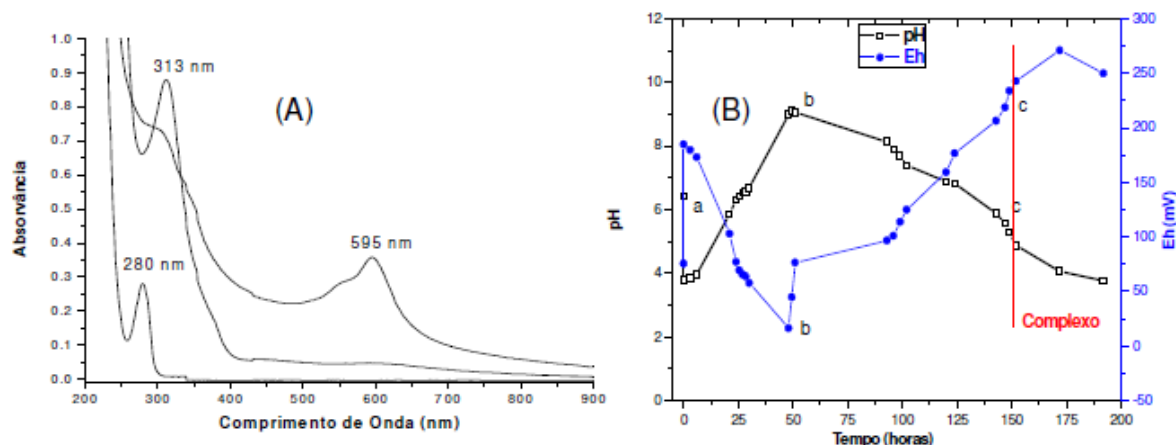 (A)
313 nm
595 nm
280 nm
1.0
0.9
0.8
0.7
0.6
0.5
0.4
0.3
0.2
0.1
0.0
Absorvância
200 300 400 500 600 700 800 900
Comprimento de Onda (nm)
(B)
pH
Eh
12
10
8
6
4
2
0
pH
a
b
b
c
c
Complexo
300
250
200
150
100
50
0
-50
Eh (mV)
0 25 50 75 100 125 150 175 200
Tempo (horas)